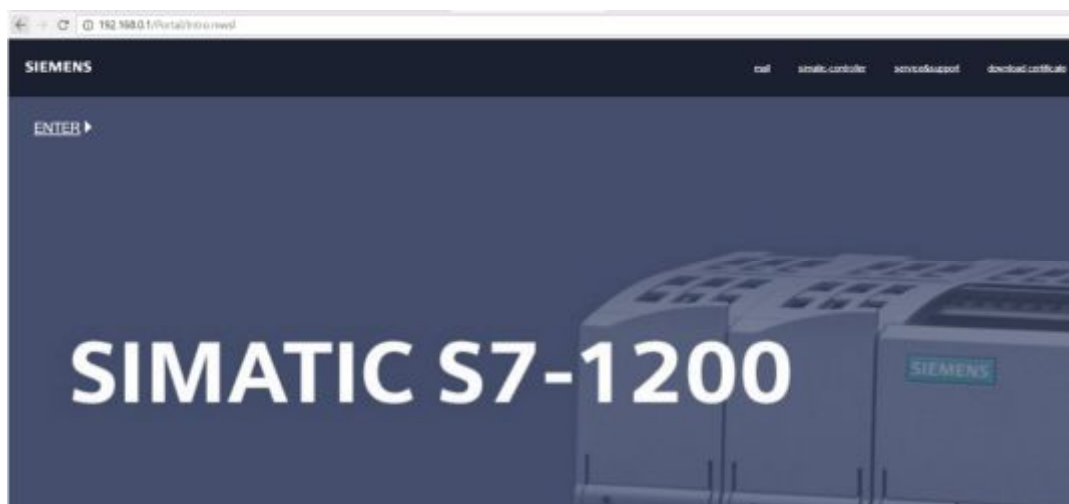 192.168.0.1/Portal/Intro.mwsl
SIEMENS
mall simatic-controller service&support download certificate
ENTER
SIMATIC S7-1200
SIEMENS